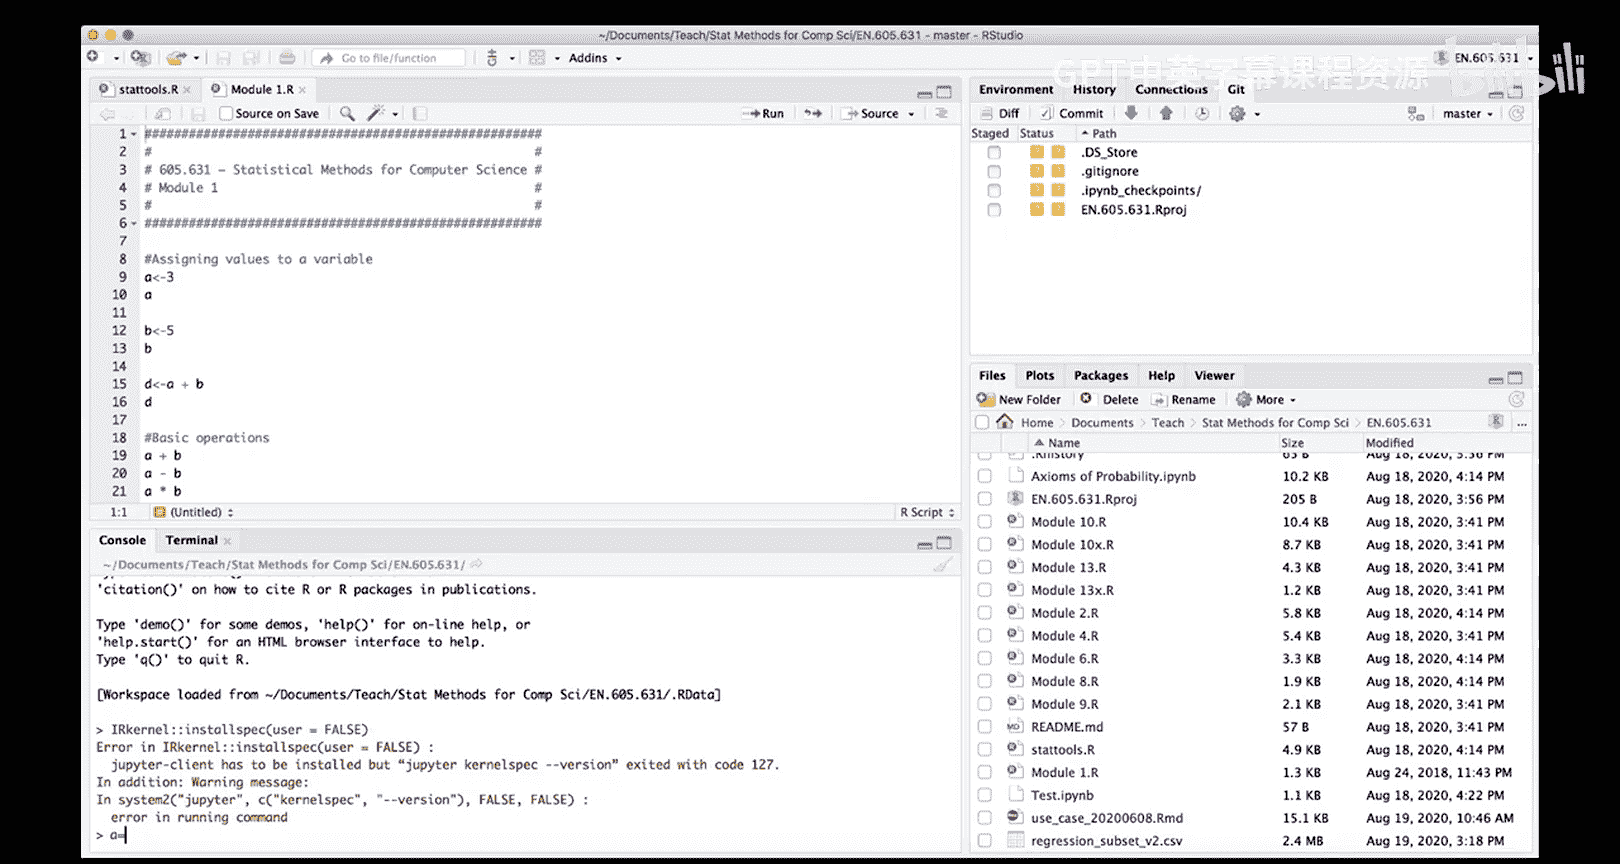 ~/Documents/Teach/Stat Methods for Comp Sci/EN.605.631 - master - RStudio
Go to file/function
Addins
EN.605.631
GPT中英字幕课程资源
bilibili
stattools.R
Module 1.R
Source on Save
Run
Source
1 #
2 # #
3 # 605.631 – Statistical Methods for Computer Science #
4 # Module 1 #
5 # #
6 #
7
8 #Assigning values to a variable
9 a<-3
10 a
11
12 b<-5
13 b
14
15 d<-a + b
16 d
17
18 #Basic operations
19 a + b
20 a - b
21 a * b
1:1 (Untitled) R Script
Console Terminal
~/Documents/Teach/Stat Methods for Comp Sci/EN.605.631/
'citation()' on how to cite R or R packages in publications.
Type 'demo()' for some demos, 'help()' for on-line help, or
'help.start()' for an HTML browser interface to help.
Type 'q()' to quit R.
[Workspace loaded from ~/Documents/Teach/Stat Methods for Comp Sci/EN.605.631/.RData]
> IRkernel::installspec(user = FALSE)
Error in IRkernel::installspec(user = FALSE) :
jupyter-client has to be installed but “jupyter kernelspec --version” exited with code 127.
In addition: Warning message:
In system2("jupyter", c("kernelspec", "--version"), FALSE, FALSE) :
error in running command
> a=
Environment History Connections Git
Diff Commit master
Staged Status Path
.DS_Store
.gitignore
.ipynb_checkpoints/
EN.605.631.Rproj
Files Plots Packages Help Viewer
New Folder Delete Rename More
Home Documents Teach Stat Methods for Comp Sci EN.605.631 ...
Name Size Modified
.Rhistory 63 B Aug 18, 2020, 3:56 PM
Axioms of Probability.ipynb 10.2 KB Aug 18, 2020, 4:14 PM
EN.605.631.Rproj 205 B Aug 18, 2020, 3:56 PM
Module 10.R 10.4 KB Aug 18, 2020, 3:41 PM
Module 10x.R 8.7 KB Aug 18, 2020, 3:41 PM
Module 13.R 4.3 KB Aug 18, 2020, 3:41 PM
Module 13x.R 1.2 KB Aug 18, 2020, 3:41 PM
Module 2.R 5.8 KB Aug 18, 2020, 4:14 PM
Module 4.R 5.4 KB Aug 18, 2020, 3:41 PM
Module 6.R 3.3 KB Aug 18, 2020, 4:14 PM
Module 8.R 1.9 KB Aug 18, 2020, 4:14 PM
Module 9.R 2.1 KB Aug 18, 2020, 3:41 PM
README.md 57 B Aug 18, 2020, 3:41 PM
stattools.R 4.9 KB Aug 18, 2020, 4:14 PM
Module 1.R 1.3 KB Aug 24, 2018, 11:43 PM
Test.ipynb 1.1 KB Aug 18, 2020, 4:22 PM
use_case_20200608.Rmd 15.1 KB Aug 19, 2020, 10:46 AM
regression_subset_v2.csv 2.4 MB Aug 19, 2020, 3:18 PM